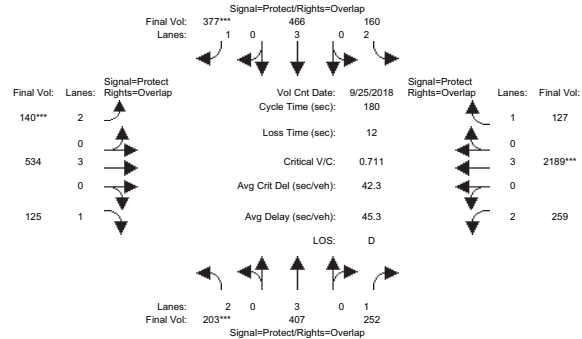 Signal=Protect/Rights=Overlap
Final Vol: 377*** 466 160
Lanes: 1 0 3 0 2
Signal=Protect Signal=Protect
Final Vol: Lanes: Rights=Overlap Vol Cnt Date: 9/25/2018 Rights=Overlap Lanes: Final Vol:
Cycle Time (sec): 180
140*** 2 1 127
Loss Time (sec): 12
0 0
534 3 Critical V/C: 0.711 3 2189***
0 Avg Crit Del (sec/veh): 42.3 0
125 1 Avg Delay (sec/veh): 45.3 2 259
LOS: D
Lanes: 2 0 3 0 1
Final Vol: 203*** 407 252
Signal=Protect/Rights=Overlap